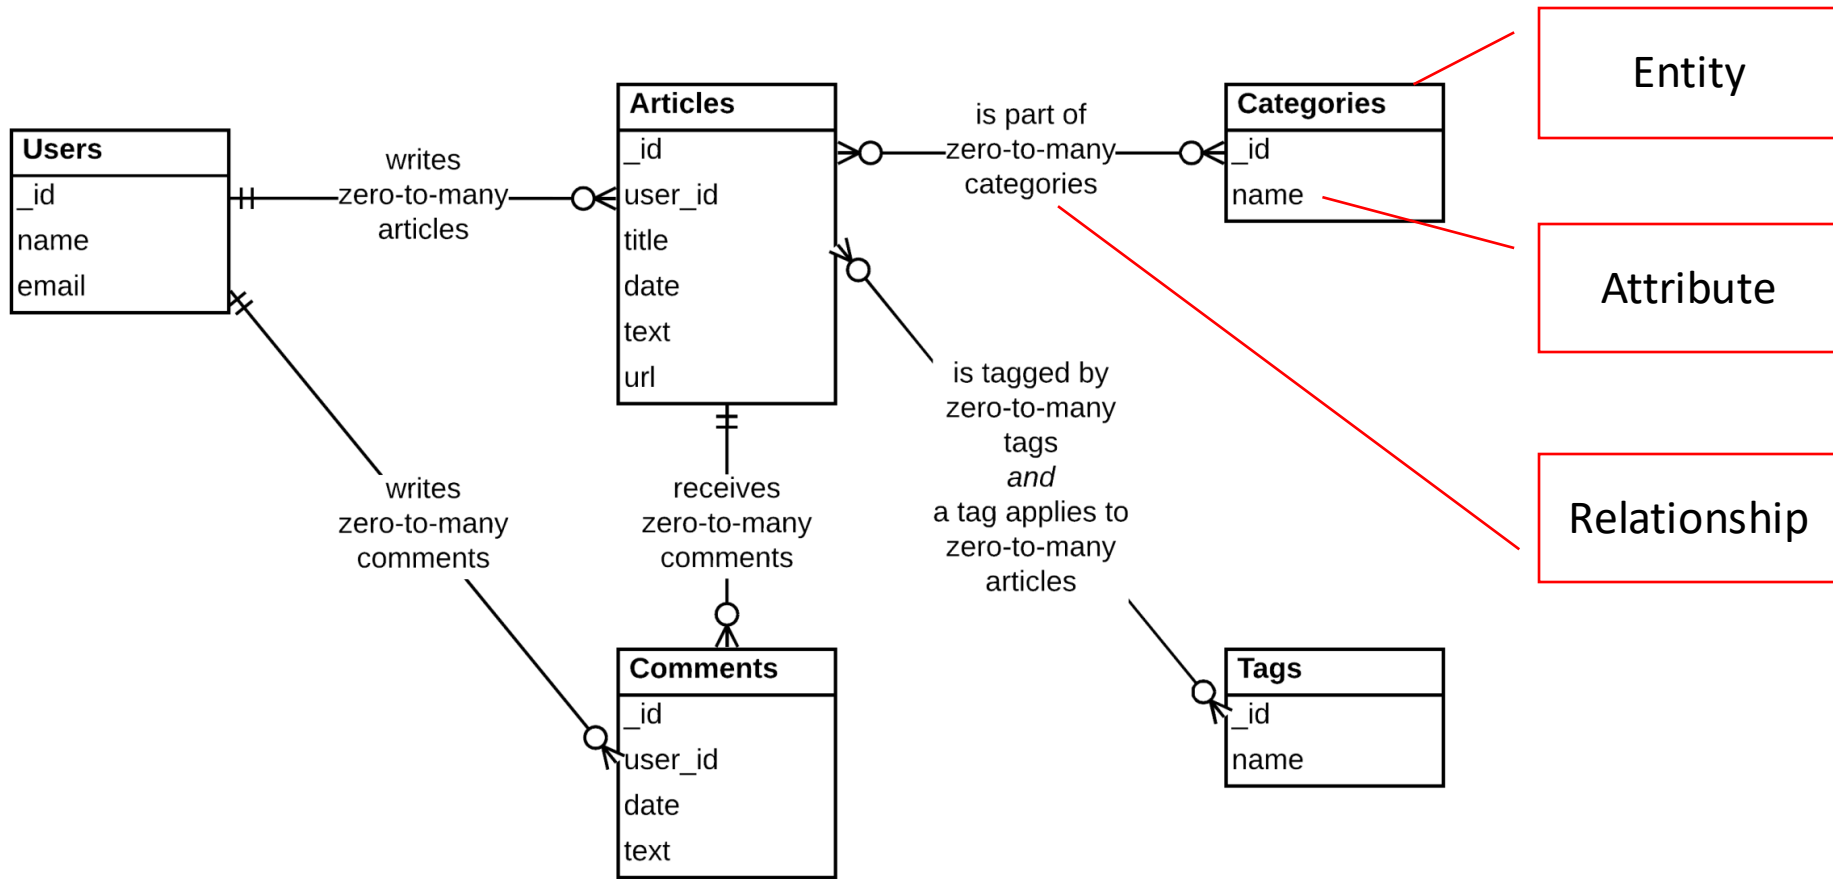 Users
_id
name
email
writes
zero-to-many
articles
Articles
_id
user_id
title
date
text
url
is part of
zero-to-many
categories
Categories
_id
name
Entity
Attribute
Relationship
writes
zero-to-many
comments
receives
zero-to-many
comments
is tagged by
zero-to-many
tags
and
a tag applies to
zero-to-many
articles
Comments
_id
user_id
date
text
Tags
_id
name